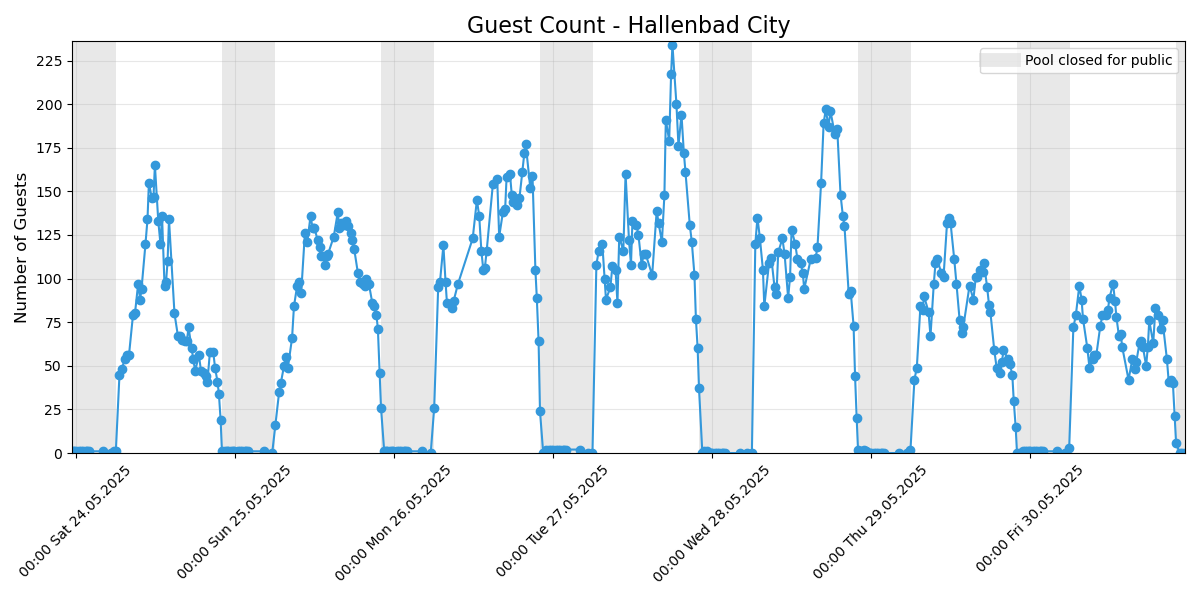 Guest Count - Hallenbad City
Pool closed for public
Number of Guests
225
200
175
150
125
100
75
50
25
0
00:00 Sat 24.05.2025
00:00 Sun 25.05.2025
00:00 Mon 26.05.2025
00:00 Tue 27.05.2025
00:00 Wed 28.05.2025
00:00 Thu 29.05.2025
00:00 Fri 30.05.2025